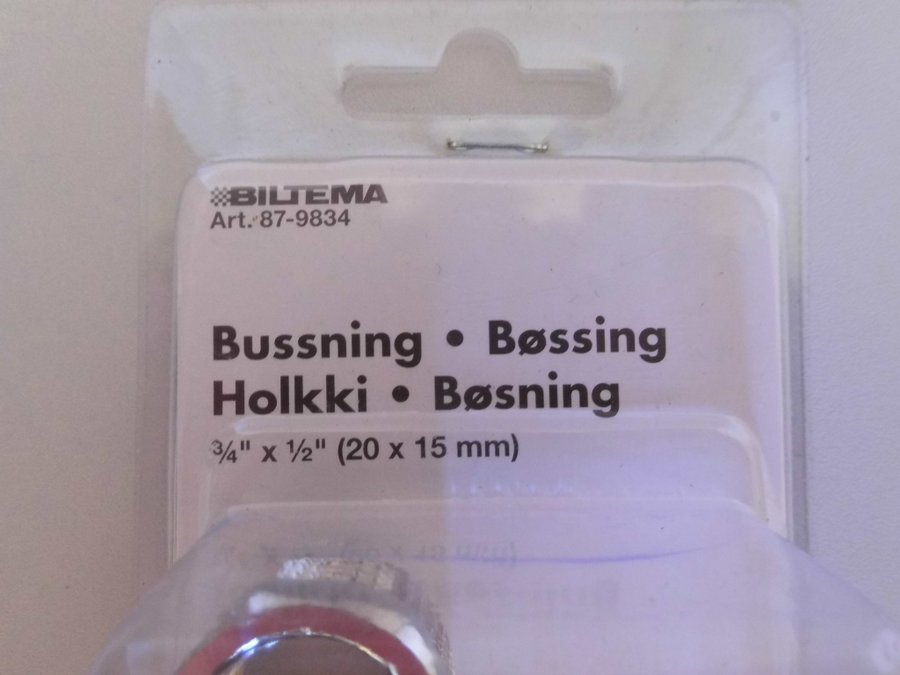 BILTEMA
Art. 87-9834
Bussning • Bøssing
Holkki • Bøsning
¾" x ½" (20 x 15 mm)